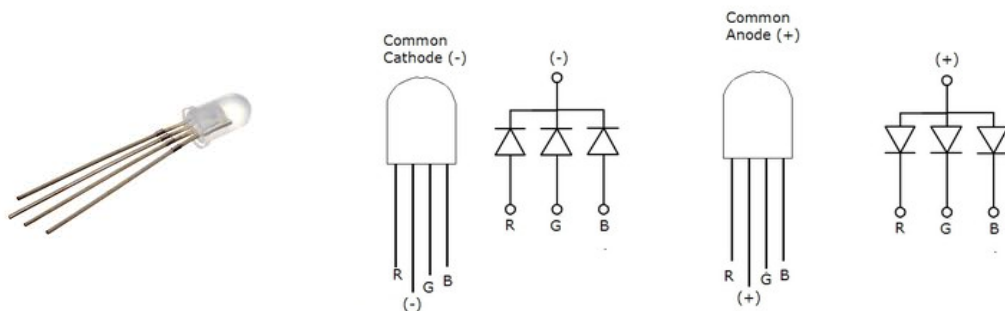 Common
Cathode (-)
(-)
R G B
R G B
(-)
Common
Anode (+)
(+)
R G B
R G B
(+)